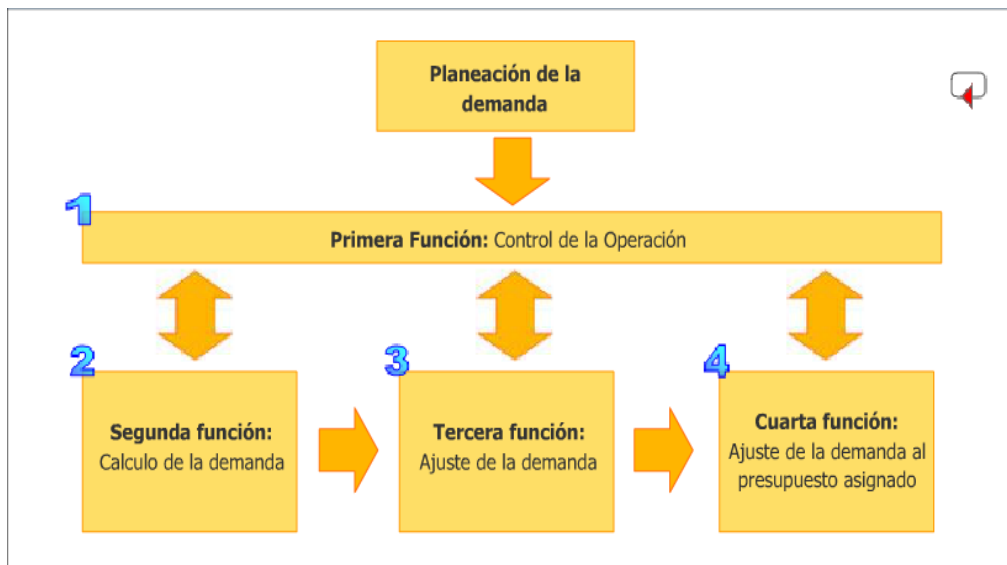 Planeación de la
demanda
1
Primera Función: Control de la Operación
2
Segunda función:
Calculo de la demanda
3
Tercera función:
Ajuste de la demanda
4
Cuarta función:
Ajuste de la demanda al
presupuesto asignado